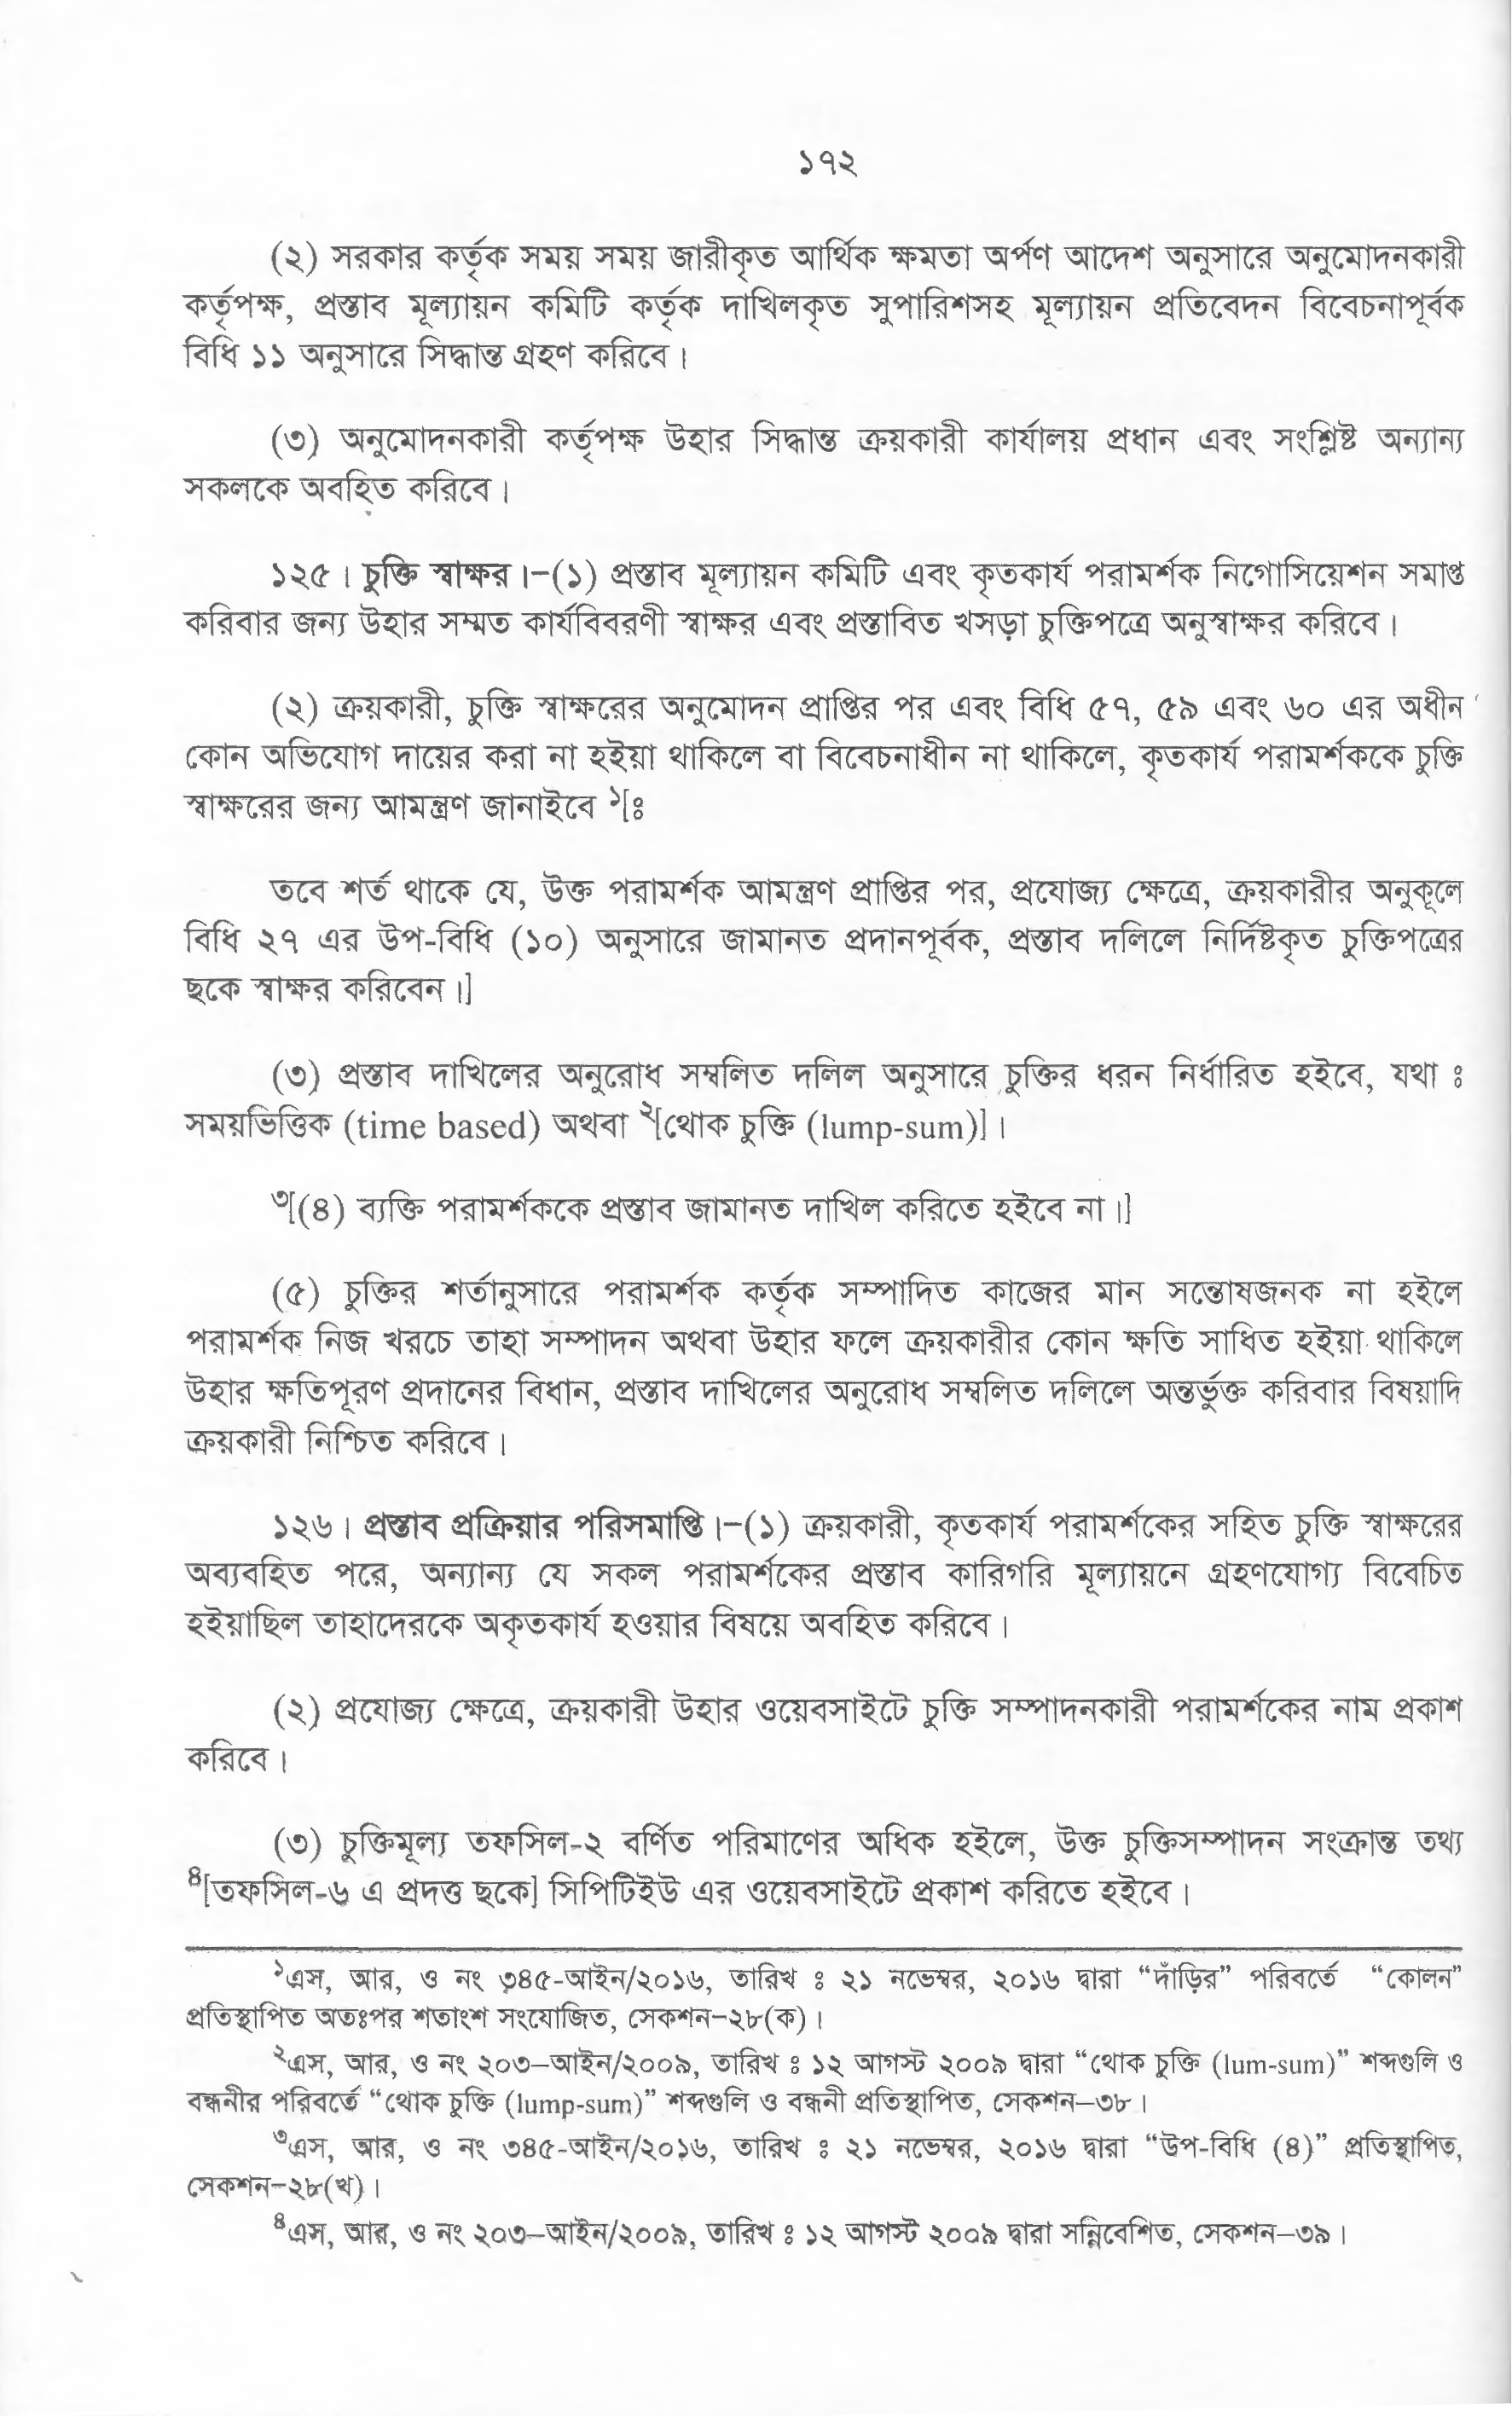 ১৭২
(২) সরকার কর্তৃক সময় সময় জারীকৃত আর্থিক ক্ষমতা অর্পণ আদেশ অনুসারে অনুমোদনকারী
কর্তৃপক্ষ, প্রস্তাব মূল্যায়ন কমিটি কর্তৃক দাখিলকৃত সুপারিশসহ মূল্যায়ন প্রতিবেদন বিবেচনাপূর্বক
বিধি ১১ অনুসারে সিদ্ধান্ত গ্রহণ করিবে।
(৩) অনুমোদনকারী কর্তৃপক্ষ উহার সিদ্ধান্ত ক্রয়কারী কার্যালয় প্রধান এবং সংশ্লিষ্ট অন্যান্য
সকলকে অবহিত করিবে।
১২৫। চুক্তি স্বাক্ষর।−(১) প্রস্তাব মূল্যায়ন কমিটি এবং কৃতকার্য পরামর্শক নিগোসিয়েশন সমাপ্ত
করিবার জন্য উহার সম্মত কার্যবিবরণী স্বাক্ষর এবং প্রস্তাবিত খসড়া চুক্তিপত্রে অনুস্বাক্ষর করিবে।
(২) ক্রয়কারী, চুক্তি স্বাক্ষরের অনুমোদন প্রাপ্তির পর এবং বিধি ৫৭, ৫৯ এবং ৬০ এর অধীন
কোন অভিযোগ দায়ের করা না হইয়া থাকিলে বা বিবেচনাধীন না থাকিলে, কৃতকার্য পরামর্শককে চুক্তি
স্বাক্ষরের জন্য আমন্ত্রণ জানাইবে ১[ঃ
তবে শর্ত থাকে যে, উক্ত পরামর্শক আমন্ত্রণ প্রাপ্তির পর, প্রযোজ্য ক্ষেত্রে, ক্রয়কারীর অনুকূলে
বিধি ২৭ এর উপ-বিধি (১০) অনুসারে জামানত প্রদানপূর্বক, প্রস্তাব দলিলে নির্দিষ্টকৃত চুক্তিপত্রের
ছকে স্বাক্ষর করিবেন।]
(৩) প্রস্তাব দাখিলের অনুরোধ সম্বলিত দলিল অনুসারে চুক্তির ধরন নির্ধারিত হইবে, যথা ঃ
সময়ভিত্তিক (time based) অথবা ২[থোক চুক্তি (lump-sum)]।
৩[(৪) ব্যক্তি পরামর্শককে প্রস্তাব জামানত দাখিল করিতে হইবে না।]
(৫) চুক্তির শর্তানুসারে পরামর্শক কর্তৃক সম্পাদিত কাজের মান সন্তোষজনক না হইলে
পরামর্শক নিজ খরচে তাহা সম্পাদন অথবা উহার ফলে ক্রয়কারীর কোন ক্ষতি সাধিত হইয়া থাকিলে
উহার ক্ষতিপূরণ প্রদানের বিধান, প্রস্তাব দাখিলের অনুরোধ সম্বলিত দলিলে অন্তর্ভুক্ত করিবার বিষয়াদি
ক্রয়কারী নিশ্চিত করিবে।
১২৬। প্রস্তাব প্রক্রিয়ার পরিসমাপ্তি।−(১) ক্রয়কারী, কৃতকার্য পরামর্শকের সহিত চুক্তি স্বাক্ষরের
অব্যবহিত পরে, অন্যান্য যে সকল পরামর্শকের প্রস্তাব কারিগরি মূল্যায়নে গ্রহণযোগ্য বিবেচিত
হইয়াছিল তাহাদেরকে অকৃতকার্য হওয়ার বিষয়ে অবহিত করিবে।
(২) প্রযোজ্য ক্ষেত্রে, ক্রয়কারী উহার ওয়েবসাইটে চুক্তি সম্পাদনকারী পরামর্শকের নাম প্রকাশ
করিবে।
(৩) চুক্তিমূল্য তফসিল-২ বর্ণিত পরিমাণের অধিক হইলে, উক্ত চুক্তিসম্পাদন সংক্রান্ত তথ্য
৪[তফসিল-৬ এ প্রদত্ত ছকে] সিপিটিইউ এর ওয়েবসাইটে প্রকাশ করিতে হইবে।
১এস, আর, ও নং ৩৪৫-আইন/২০১৬, তারিখ ঃ ২১ নভেম্বর, ২০১৬ দ্বারা “দাঁড়ির” পরিবর্তে “কোলন”
প্রতিস্থাপিত অতঃপর শতাংশ সংযোজিত, সেকশন−২৮(ক)।
২এস, আর, ও নং ২০৩–আইন/২০০৯, তারিখ ঃ ১২ আগস্ট ২০০৯ দ্বারা “থোক চুক্তি (lum-sum)” শব্দগুলি ও
বন্ধনীর পরিবর্তে “থোক চুক্তি (lump-sum)” শব্দগুলি ও বন্ধনী প্রতিস্থাপিত, সেকশন–৩৮।
৩এস, আর, ও নং ৩৪৫-আইন/২০১৬, তারিখ ঃ ২১ নভেম্বর, ২০১৬ দ্বারা “উপ-বিধি (৪)” প্রতিস্থাপিত,
সেকশন−২৮(খ)।
৪এস, আর, ও নং ২০৩–আইন/২০০৯, তারিখ ঃ ১২ আগস্ট ২০০৯ দ্বারা সন্নিবেশিত, সেকশন–৩৯।